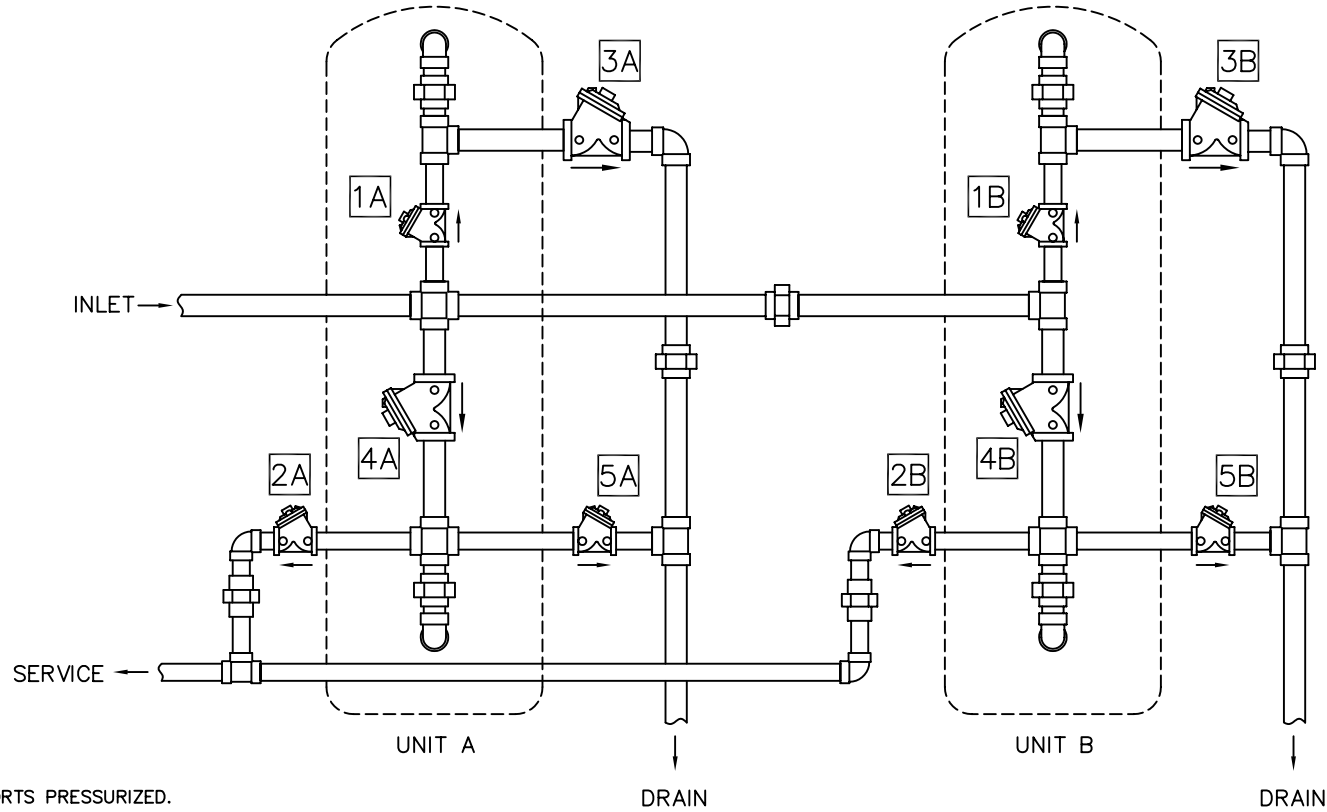 3A
3B
1A
1B
INLET
4A
4B
2A
5A
2B
5B
SERVICE
UNIT A
UNIT B
DRAIN
DRAIN
RTS PRESSURIZED.